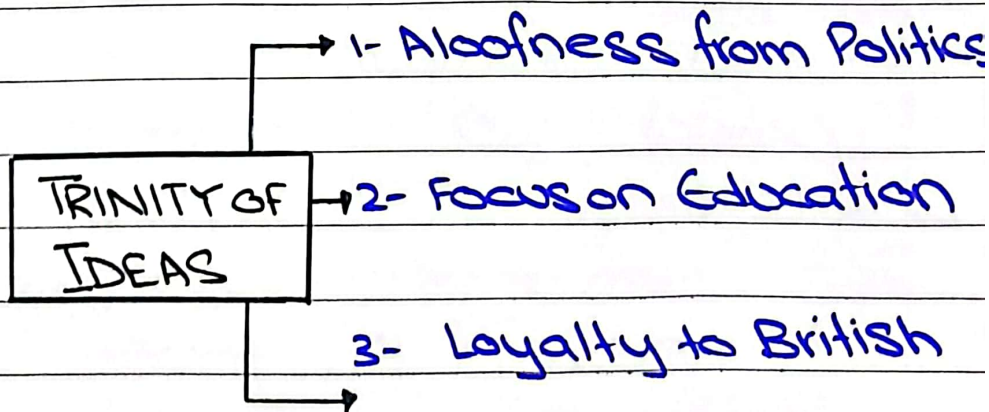 1- Aloofness from Politics
TRINITY OF
IDEAS
2- Focus on Education
3- Loyalty to British